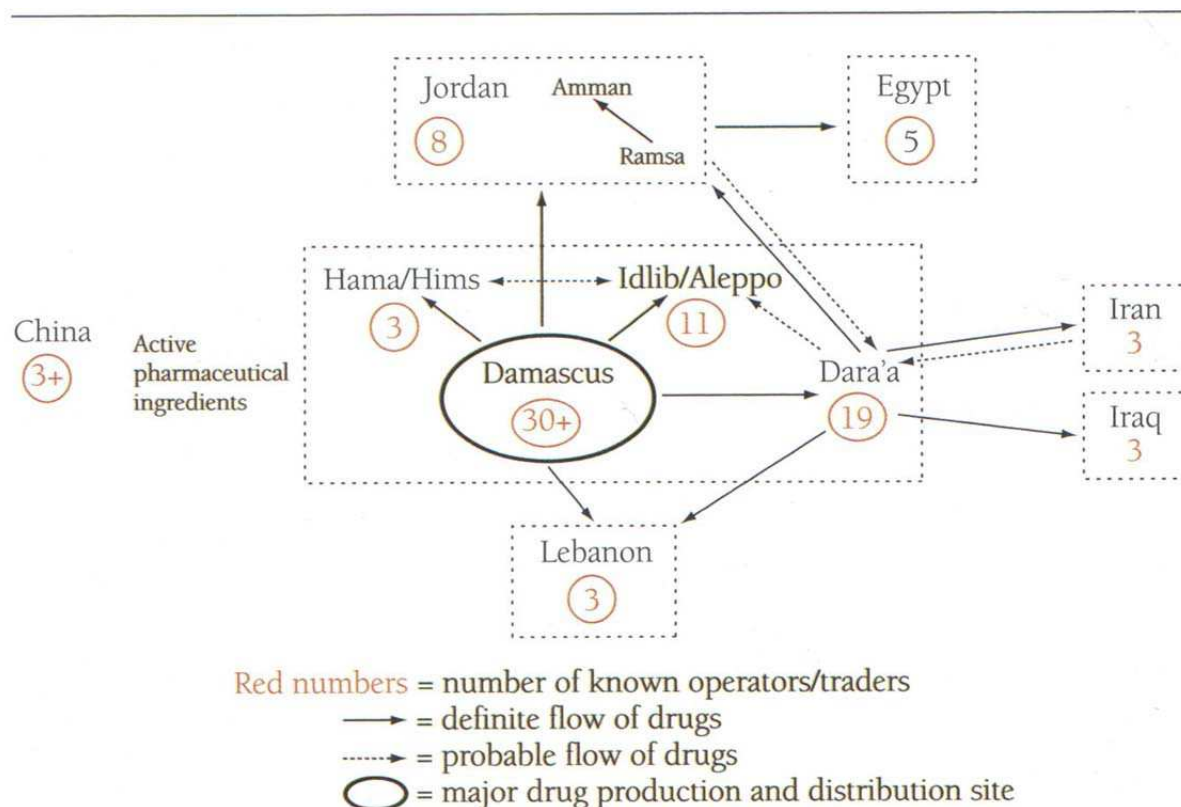 Jordan
Amman
8
Ramsa
Egypt
5
Hama/Hims
3
Idlib/Aleppo
11
China
3+
Active
pharmaceutical
ingredients
Damascus
30+
Dara'a
19
Iran
3
Iraq
3
Lebanon
3
Red numbers = number of known operators/traders
= definite flow of drugs
= probable flow of drugs
= major drug production and distribution site